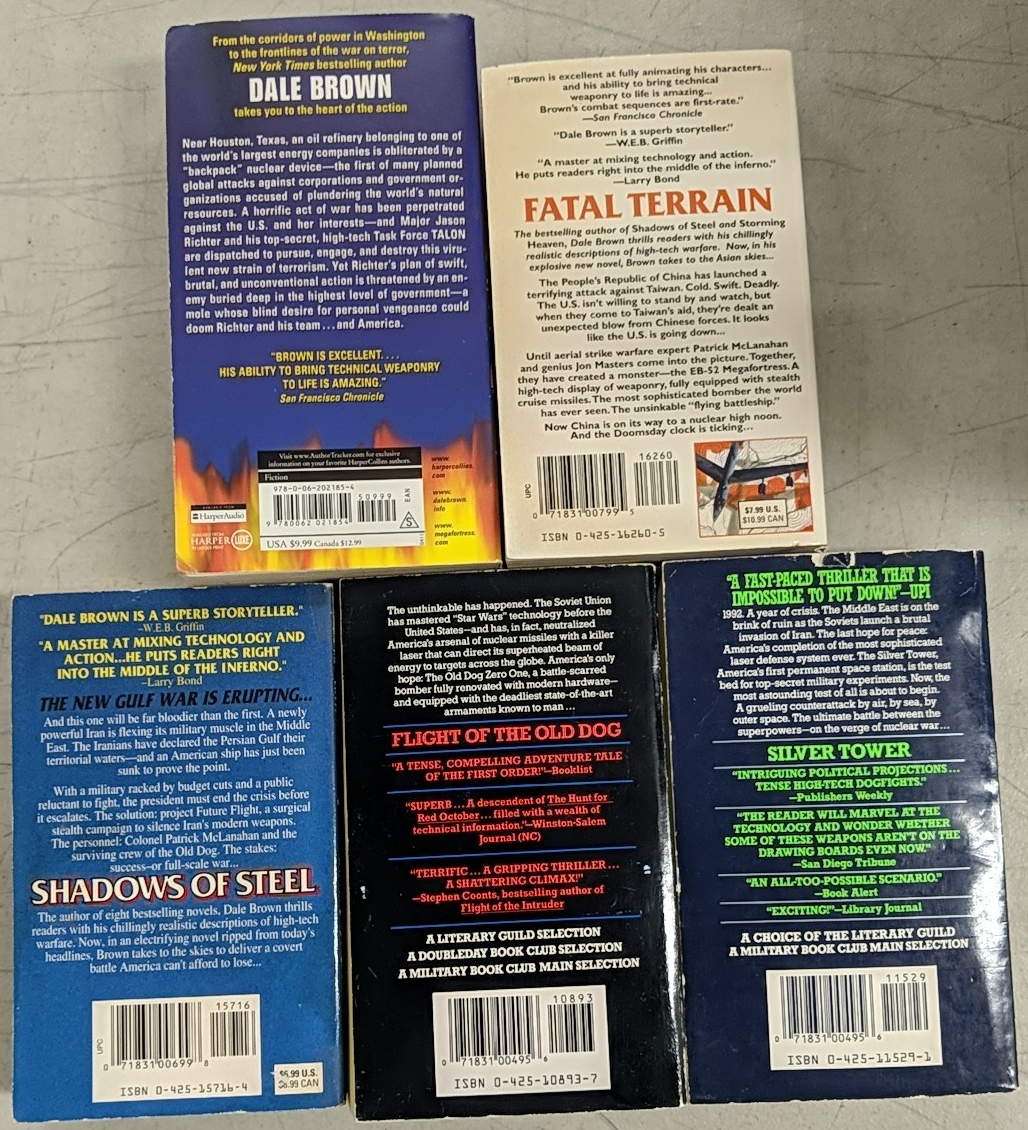 From the corridors of power in Washington
to the frontlines of the war on terror,
New York Times bestselling author
DALE BROWN
takes you to the heart of the action
Near Houston, Texas, an oil refinery belonging to one of
the world's largest energy companies is obliterated by a
"backpack" nuclear device—the first of many planned
global attacks against corporations and government or-
ganizations accused of plundering the world's natural
resources. A horrific act of war has been perpetrated
against the U.S. and her interests—and Major Jason
Richter and his top-secret, high-tech Task Force TALON
are dispatched to pursue, engage, and destroy this viru-
lent new strain of terrorism. Yet Richter's plan of swift,
brutal, and unconventional action is threatened by an en-
emy buried deep in the highest level of government—a
mole whose blind desire for personal vengeance could
doom Richter and his team . . . and America.
"BROWN IS EXCELLENT. . . .
HIS ABILITY TO BRING TECHNICAL WEAPONRY
TO LIFE IS AMAZING."
San Francisco Chronicle
Visit www.AuthorTracker.com for exclusive
information on your favorite HarperCollins authors.
Fiction
978-0-06-202185-4
50999
EAN
9 780062 021854
S
USA $9.99 Canada $12.99
www.
harpercollins.
com
www.
dalebrown.
info
www.
megafortress.
com
AVAILABLE FROM
HarperAudio
HARPER LUXE
"Brown is excellent at fully animating his characters...
and his ability to bring technical
weaponry to life is amazing...
Brown's combat sequences are first-rate."
—San Francisco Chronicle
"Dale Brown is a superb storyteller."
—W.E.B. Griffin
"A master at mixing technology and action.
He puts readers right into the middle of the inferno."
—Larry Bond
FATAL TERRAIN
The bestselling author of Shadows of Steel and Storming
Heaven, Dale Brown thrills readers with his chillingly
realistic descriptions of high-tech warfare. Now, in his
explosive new novel, Brown takes to the Asian skies...
The People's Republic of China has launched a
terrifying attack against Taiwan. Cold. Swift. Deadly.
The U.S. isn't willing to stand by and watch, but
when they come to Taiwan's aid, they're dealt an
unexpected blow from Chinese forces. It looks
like the U.S. is going down...
Until aerial strike warfare expert Patrick McLanahan
and genius Jon Masters come into the picture. Together,
they have created a monster—the EB-52 Megafortress. A
high-tech display of weaponry, fully equipped with stealth
cruise missiles. The most sophisticated bomber the world
has ever seen. The unsinkable "flying battleship."
Now China is on its way to a nuclear high noon.
And the Doomsday clock is ticking...
16260
UPC
0 71831 00799 5
ISBN 0-425-16260-5
$7.99 U.S.
$10.99 CAN
"DALE BROWN IS A SUPERB STORYTELLER."
—W.E.B. Griffin
"A MASTER AT MIXING TECHNOLOGY AND
ACTION...HE PUTS READERS RIGHT
INTO THE MIDDLE OF THE INFERNO."
—Larry Bond
THE NEW GULF WAR IS ERUPTING...
And this one will be far bloodier than the first. A newly
powerful Iran is flexing its military muscle in the Middle
East. The Iranians have declared the Persian Gulf their
territorial waters—and an American ship has just been
sunk to prove the point.
With a military racked by budget cuts and a public
reluctant to fight, the president must end the crisis before
it escalates. The solution: project Future Flight, a surgical
stealth campaign to silence Iran's modern weapons.
The personnel: Colonel Patrick McLanahan and the
surviving crew of the Old Dog. The stakes:
success–or full-scale war...
SHADOWS OF STEEL
The author of eight bestselling novels, Dale Brown thrills
readers with his chillingly realistic descriptions of high-tech
warfare. Now, in an electrifying novel ripped from today's
headlines, Brown takes to the skies to deliver a covert
battle America can't afford to lose...
15716
UPC
0 71831 00699 8
ISBN 0-425-15716-4
$6.99 CAN
The unthinkable has happened. The Soviet Union
has mastered "Star Wars" technology before the
United States—and has, in fact, neutralized
America's arsenal of nuclear missiles with a killer
laser that can direct its superheated beam of
energy to targets across the globe. America's only
hope: The Old Dog Zero One, a battle-scarred
bomber fully renovated with modern hardware—
and equipped with the deadliest state-of-the-art
armaments known to man . . .
FLIGHT OF THE OLD DOG
"A TENSE, COMPELLING ADVENTURE TALE
OF THE FIRST ORDER!"—Booklist
"SUPERB . . . A descendent of The Hunt for
Red October . . . filled with a wealth of
technical information."—Winston-Salem
Journal (NC)
"TERRIFIC . . . A GRIPPING THRILLER . . .
A SHATTERING CLIMAX!"
—Stephen Coonts, bestselling author of
Flight of the Intruder
A LITERARY GUILD SELECTION
A DOUBLEDAY BOOK CLUB SELECTION
A MILITARY BOOK CLUB MAIN SELECTION
10893
0 71831 00495 6
ISBN 0-425-10893-7
"A FAST-PACED THRILLER THAT IS
IMPOSSIBLE TO PUT DOWN!"—UPI
1992. A year of crisis. The Middle East is on the
brink of ruin as the Soviets launch a brutal
invasion of Iran. The last hope for peace:
America's completion of the most sophisticated
laser defense system ever. The Silver Tower,
America's first permanent space station, is the test
bed for top-secret military experiments. Now, the
most astounding test of all is about to begin.
A grueling counterattack by air, by sea, by
outer space. The ultimate battle between the
superpowers—on the verge of nuclear war . . .
SILVER TOWER
"INTRIGUING POLITICAL PROJECTIONS . . .
TENSE HIGH-TECH DOGFIGHTS."
—Publishers Weekly
"THE READER WILL MARVEL AT THE
TECHNOLOGY AND WONDER WHETHER
SOME OF THESE WEAPONS AREN'T ON THE
DRAWING BOARDS EVEN NOW."
—San Diego Tribune
"AN ALL-TOO-POSSIBLE SCENARIO."
—Book Alert
"EXCITING!"—Library Journal
A CHOICE OF THE LITERARY GUILD
A MILITARY BOOK CLUB MAIN SELECTION
11529
0 71831 00495 6
ISBN 0-425-11529-1